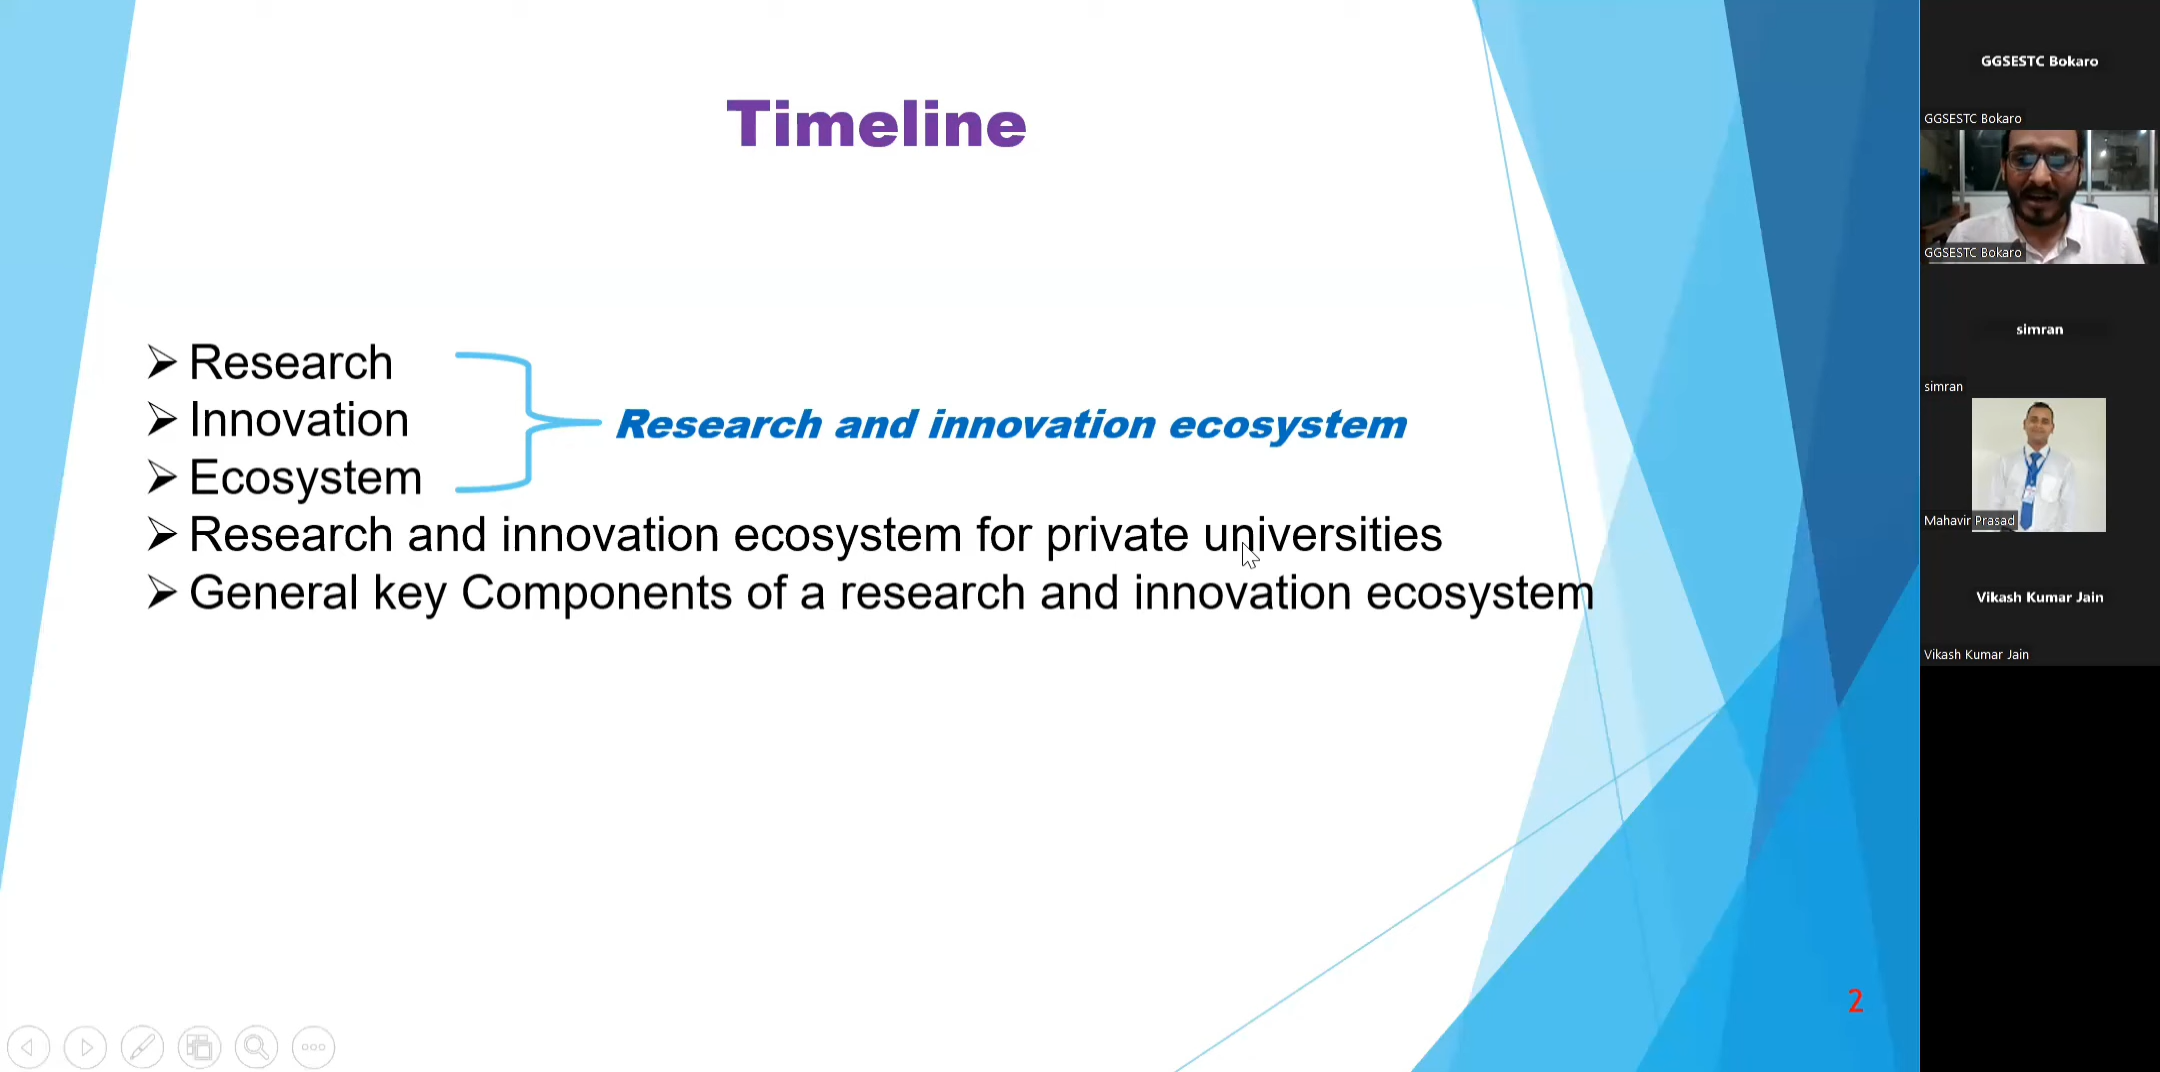 Timeline
Research
Innovation
Ecosystem
Research and innovation ecosystem
Research and innovation ecosystem for private universities
General key Components of a research and innovation ecosystem
2
GGSESTC Bokaro
GGSESTC Bokaro
GGSESTC Bokaro
simran
simran
Mahavir Prasad
Vikash Kumar Jain
Vikash Kumar Jain